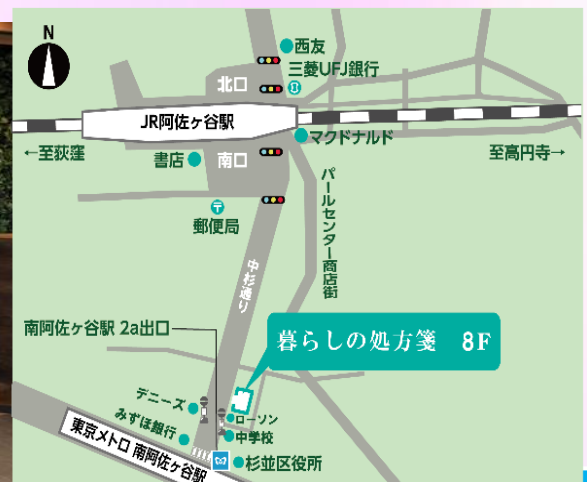 N
西友
三菱UFJ銀行
北口
JR阿佐ヶ谷駅
マクドナルド
←至荻窪
書店
南口
至高円寺→
郵便局
パールセンター商店街
中杉通り
南阿佐ヶ谷駅 2a出口
暮らしの処方箋 8F
デニーズ
ローソン
みずほ銀行
中学校
東京メトロ 南阿佐ヶ谷駅
杉並区役所